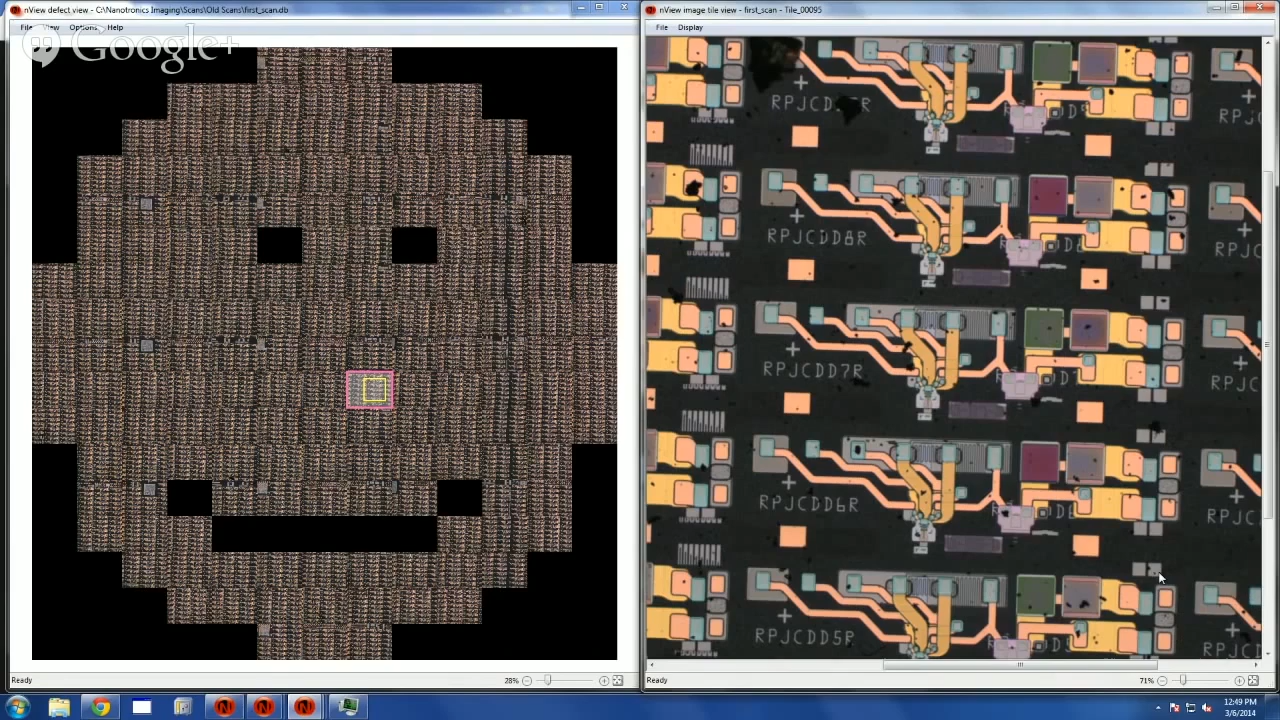 nView defect view - C:\Nanotronics Imaging\Scans\Old Scans\first_scan.db
File View Options Help
Google+
Ready
28%
nView image tile view - first_scan - Tile_00095
File Display
RPJCDD8R
RPJCDD7R
RPJCDD6R
RPJCDD5R
Ready
71%
12:49 PM
3/6/2014